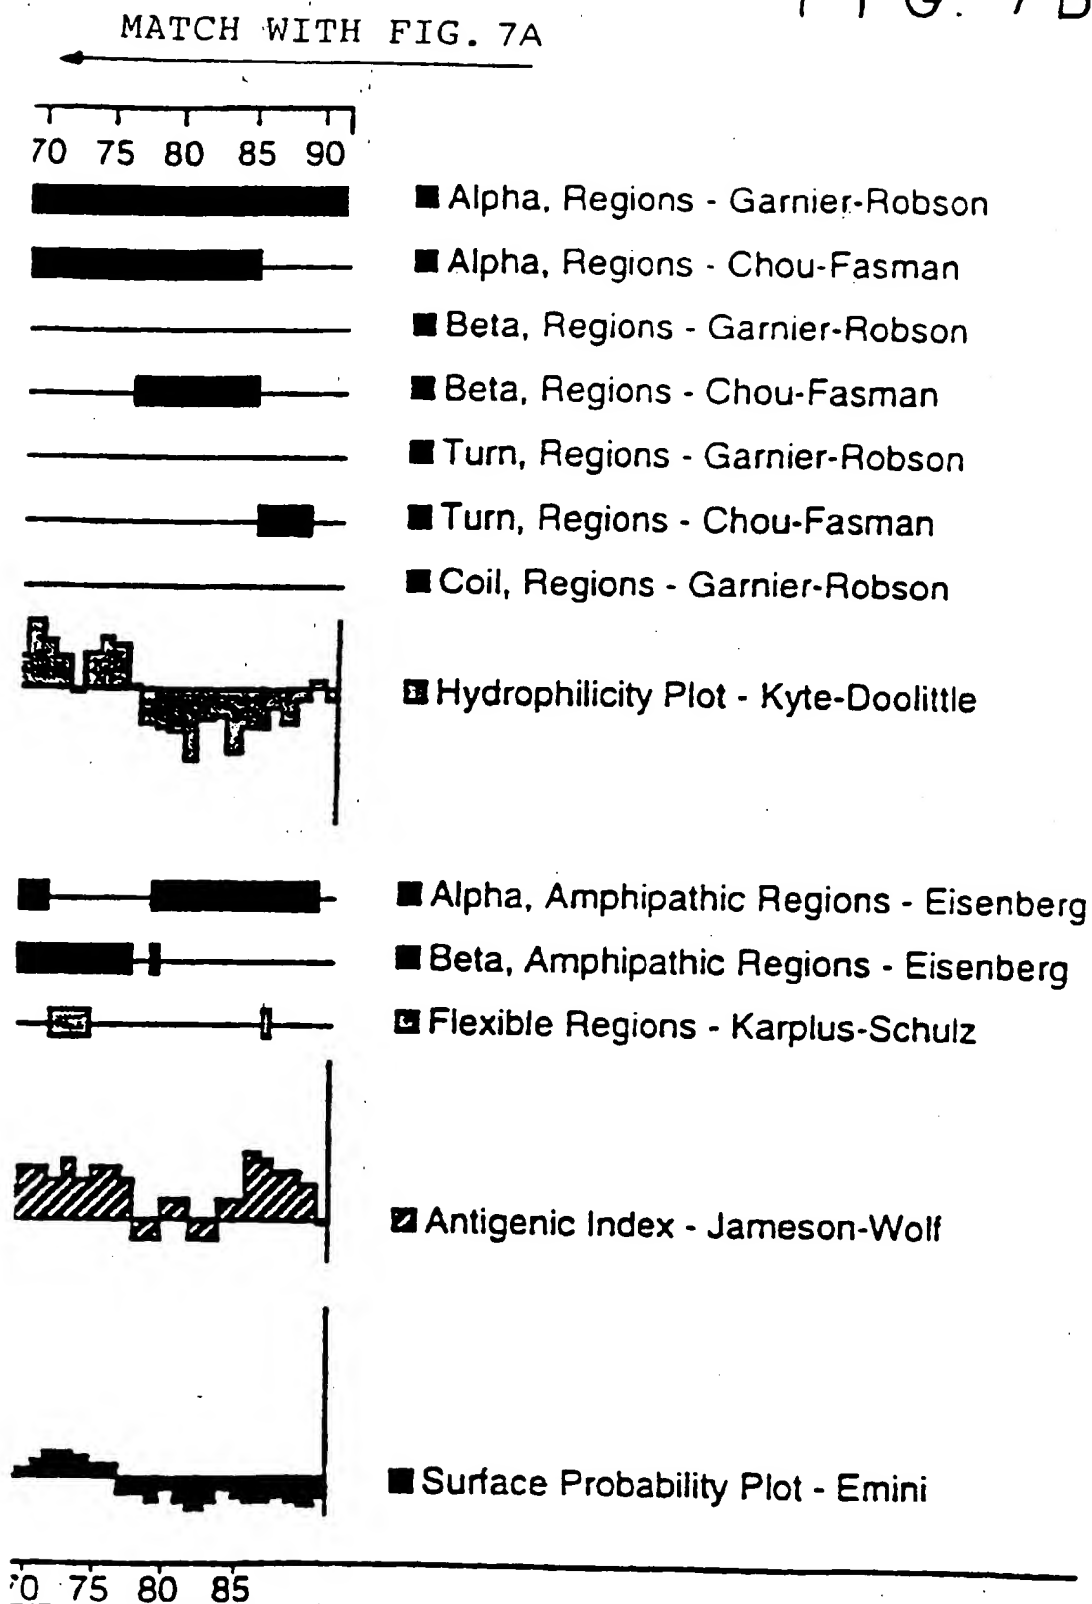 FIG. 7B
MATCH WITH FIG. 7A
70 75 80 85 90
Alpha, Regions - Garnier-Robson
Alpha, Regions - Chou-Fasman
Beta, Regions - Garnier-Robson
Beta, Regions - Chou-Fasman
Turn, Regions - Garnier-Robson
Turn, Regions - Chou-Fasman
Coil, Regions - Garnier-Robson
Hydrophilicity Plot - Kyte-Doolittle
Alpha, Amphipathic Regions - Eisenberg
Beta, Amphipathic Regions - Eisenberg
Flexible Regions - Karplus-Schulz
Antigenic Index - Jameson-Wolf
Surface Probability Plot - Emini
70 75 80 85